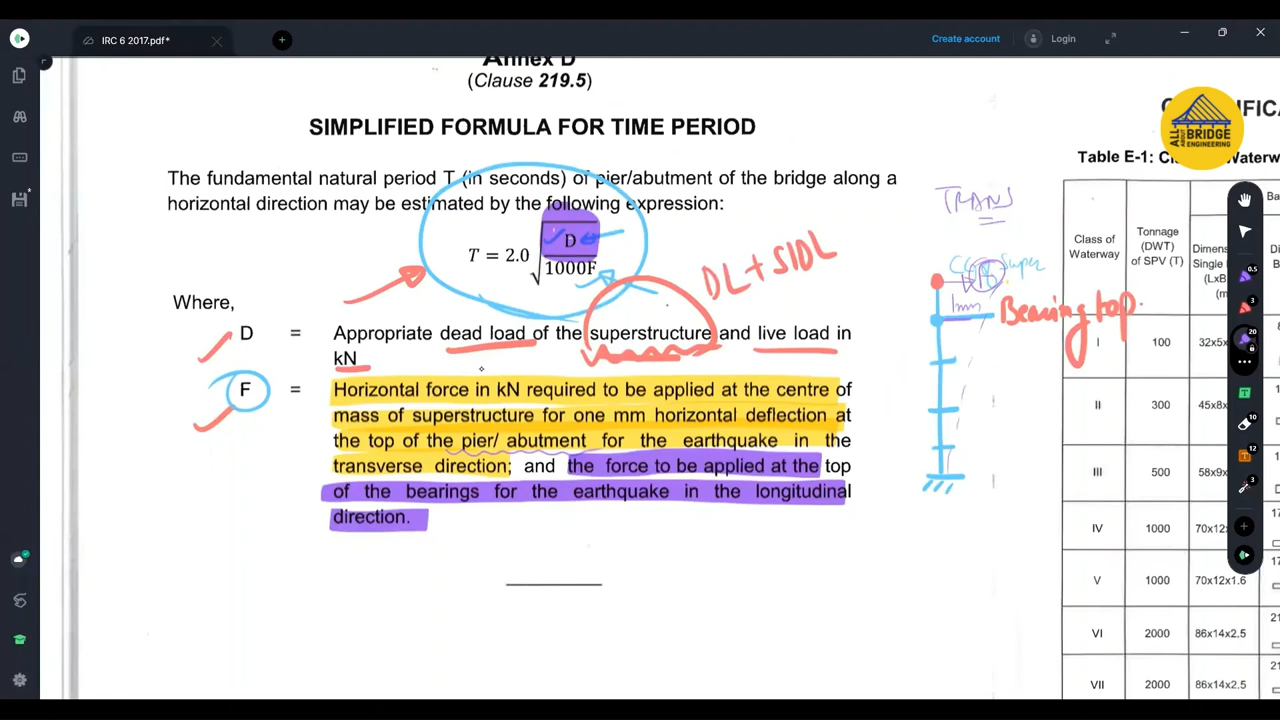 IRC 6 2017.pdf*
Create account
Login
Annex D
(Clause 219.5)
SIMPLIFIED FORMULA FOR TIME PERIOD
The fundamental natural period T (in seconds) of pier/abutment of the bridge along a
horizontal direction may be estimated by the following expression:
T = 2.0 √(D/1000F)
DL + SIDL
Where,
D = Appropriate dead load of the superstructure and live load in
kN
F = Horizontal force in kN required to be applied at the centre of
mass of superstructure for one mm horizontal deflection at
the top of the pier/ abutment for the earthquake in the
transverse direction; and the force to be applied at the top
of the bearings for the earthquake in the longitudinal
direction.
TRANS
Super
1mm
Bearing top
ALL ABOUT BRIDGE ENGINEERING
Table E-1:
Class of
Waterway
Tonnage
(DWT)
of SPV (T)
I 100
II 300
III 500
IV 1000
V 1000 70x12x1.6
VI 2000 86x14x2.5
VII 2000 86x14x2.5